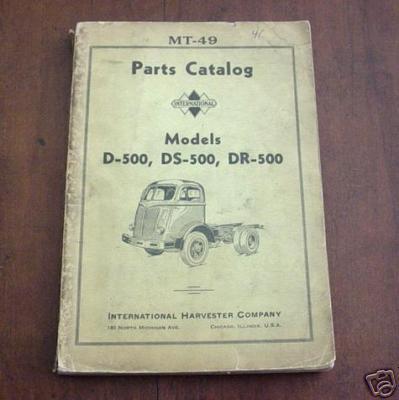 MT-49
Parts Catalog
INTERNATIONAL
Models
D-500, DS-500, DR-500
INTERNATIONAL HARVESTER COMPANY
180 NORTH MICHIGAN AVE. CHICAGO, ILLINOIS, U.S.A.